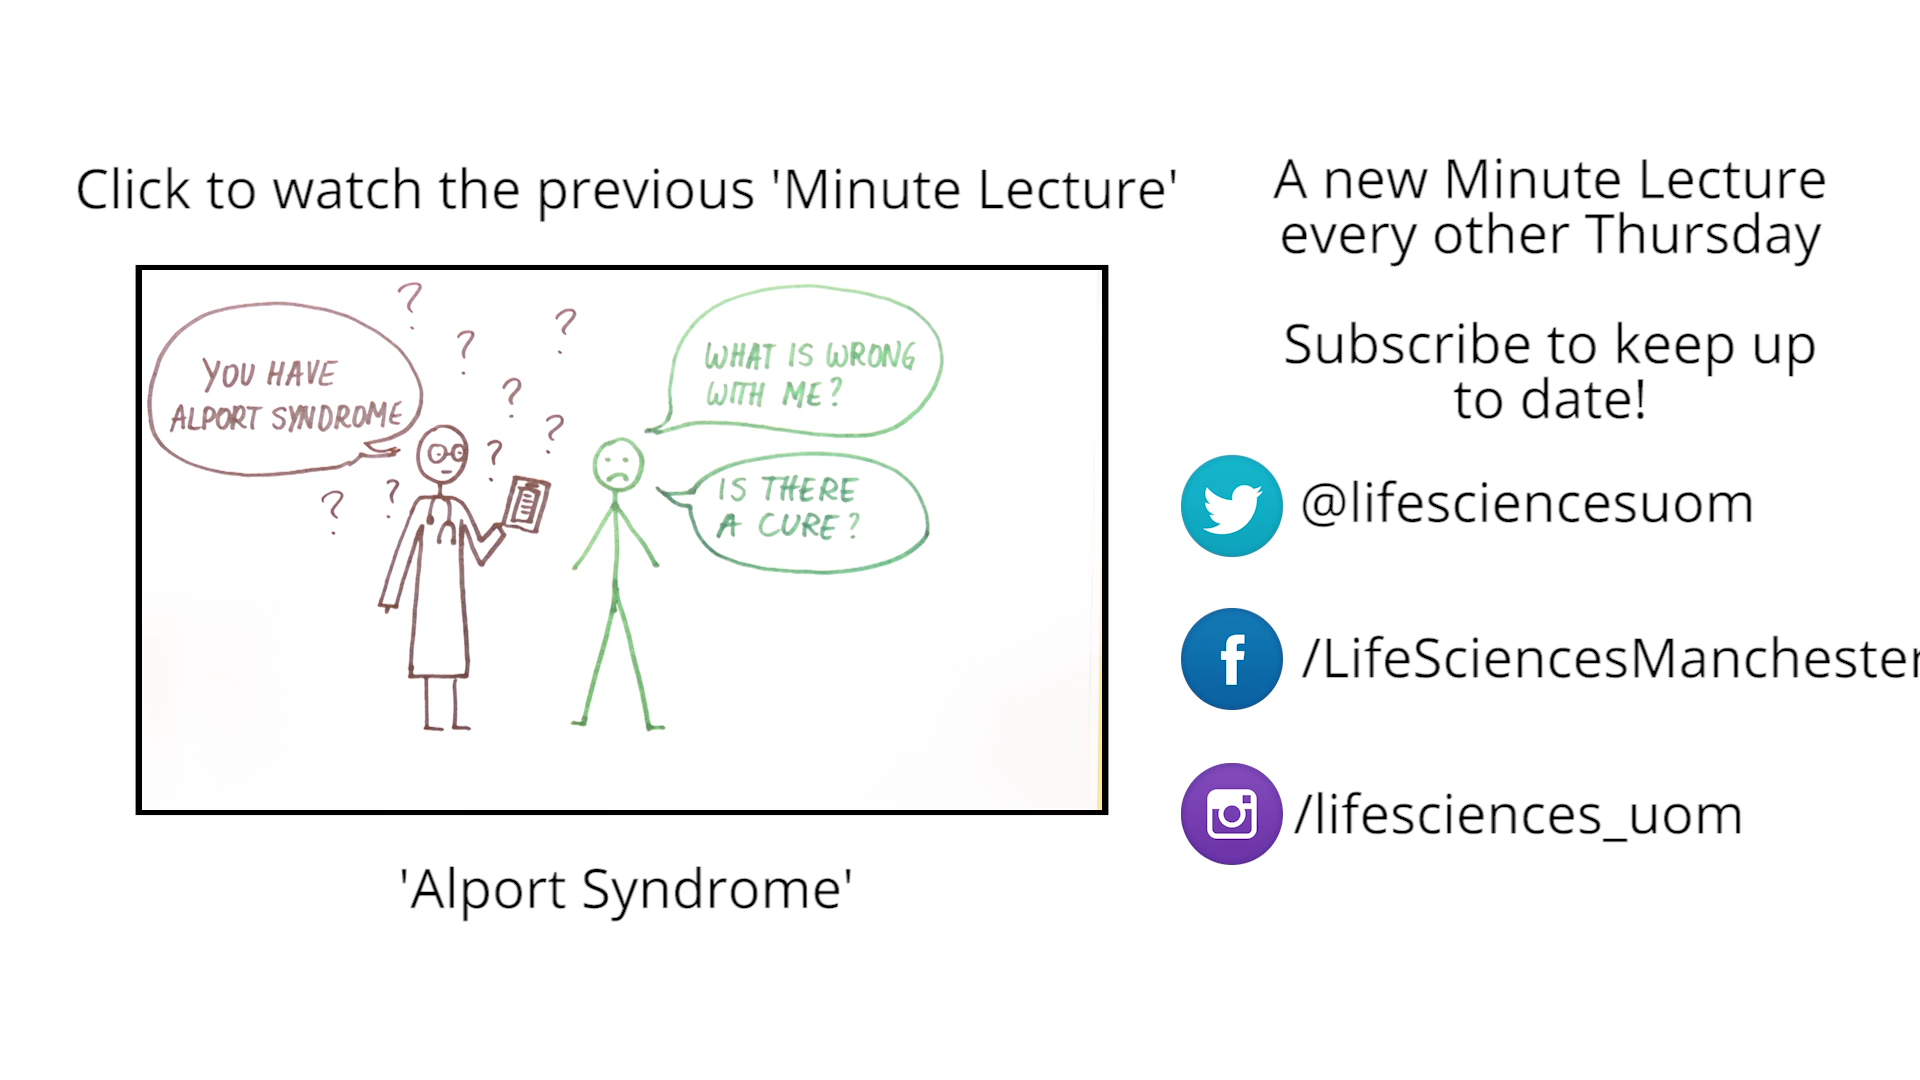 Click to watch the previous 'Minute Lecture'
YOU HAVE
ALPORT SYNDROME
? ? ? ? ? ? ? ?
WHAT IS WRONG
WITH ME?
IS THERE
A CURE?
'Alport Syndrome'
A new Minute Lecture
every other Thursday
Subscribe to keep up
to date!
@lifesciencesuom
f
/LifeSciencesManchester
/lifesciences_uom